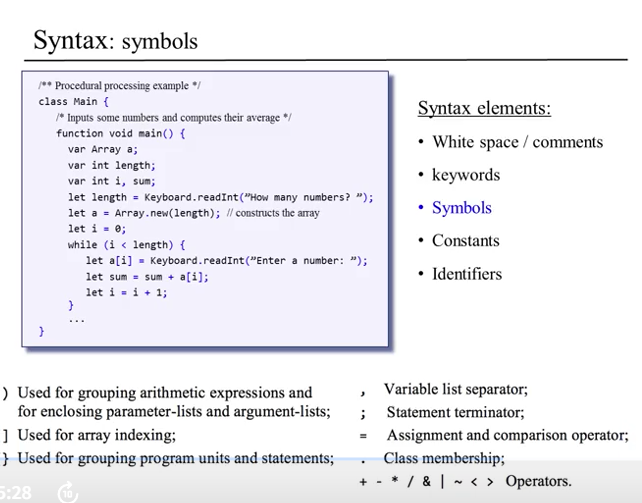 Syntax: symbols
/** Procedural processing example */
class Main {
/* Inputs some numbers and computes their average */
function void main() {
var Array a;
var int length;
var int i, sum;
let length = Keyboard.readInt(”How many numbers? ”);
let a = Array.new(length); // constructs the array
let i = 0;
while (i < length) {
let a[i] = Keyboard.readInt(”Enter a number: ”);
let sum = sum + a[i];
let i = i + 1;
}
...
}
Syntax elements:
• White space / comments
• keywords
• Symbols
• Constants
• Identifiers
) Used for grouping arithmetic expressions and
for enclosing parameter-lists and argument-lists;
] Used for array indexing;
} Used for grouping program units and statements;
, Variable list separator;
; Statement terminator;
= Assignment and comparison operator;
. Class membership;
+ - * / & | ~ < > Operators.
5:28
10